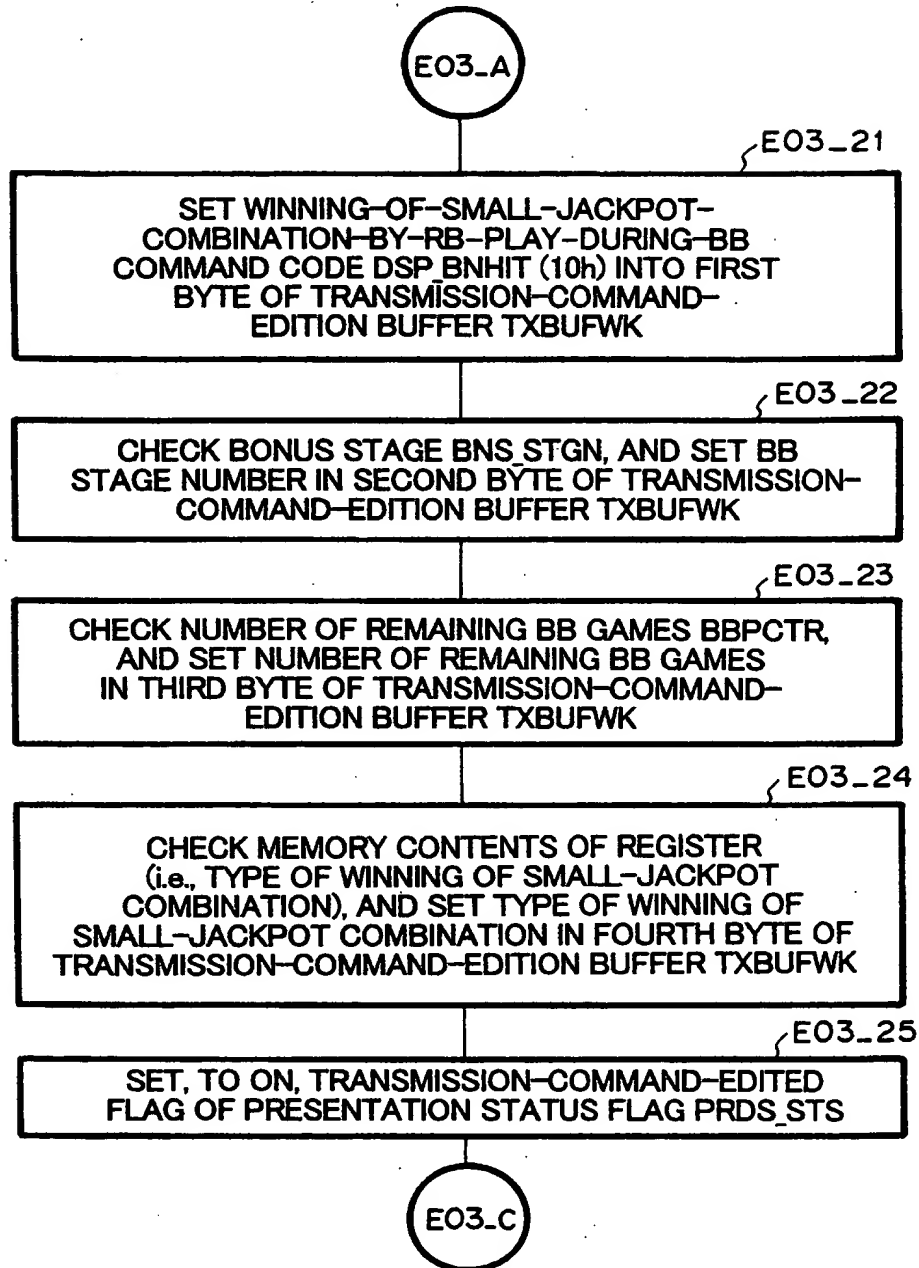 E03_A
E03_21
SET WINNING-OF-SMALL-JACKPOT-
COMBINATION-BY-RB-PLAY-DURING-BB
COMMAND CODE DSP_BNHIT (10h) INTO FIRST
BYTE OF TRANSMISSION-COMMAND-
EDITION BUFFER TXBUFWK
E03_22
CHECK BONUS STAGE BNS_STGN, AND SET BB
STAGE NUMBER IN SECOND BYTE OF TRANSMISSION-
COMMAND-EDITION BUFFER TXBUFWK
E03_23
CHECK NUMBER OF REMAINING BB GAMES BBPCTR,
AND SET NUMBER OF REMAINING BB GAMES
IN THIRD BYTE OF TRANSMISSION-COMMAND-
EDITION BUFFER TXBUFWK
E03_24
CHECK MEMORY CONTENTS OF REGISTER
(i.e., TYPE OF WINNING OF SMALL-JACKPOT
COMBINATION), AND SET TYPE OF WINNING OF
SMALL-JACKPOT COMBINATION IN FOURTH BYTE OF
TRANSMISSION-COMMAND-EDITION BUFFER TXBUFWK
E03_25
SET, TO ON, TRANSMISSION-COMMAND-EDITED
FLAG OF PRESENTATION STATUS FLAG PRDS_STS
E03_C